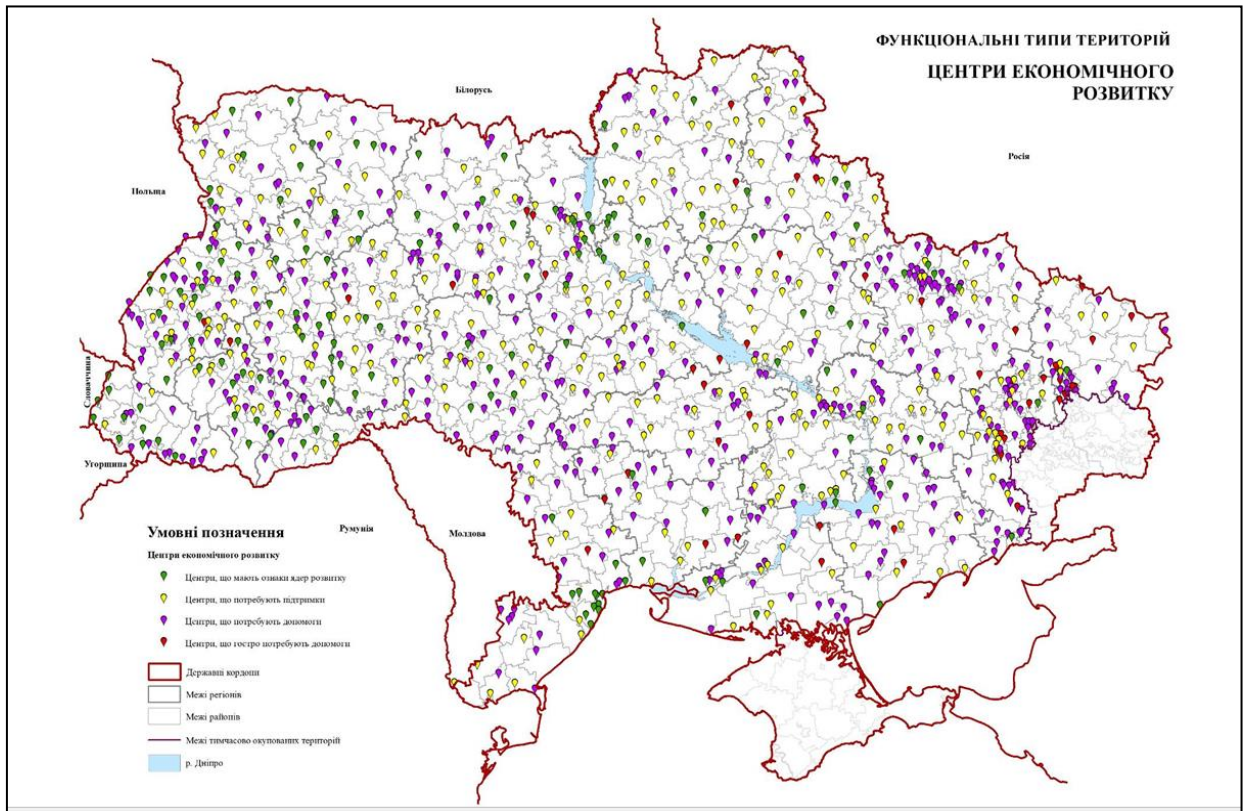 ФУНКЦІОНАЛЬНІ ТИПИ ТЕРИТОРІЙ
ЦЕНТРИ ЕКОНОМІЧНОГО
РОЗВИТКУ
Білорусь
Росія
Польща
Словаччина
Угорщина
Румунія
Молдова
Умовні позначення
Центри економічного розвитку
Центри, що мають ознаки ядер розвитку
Центри, що потребують підтримки
Центри, що потребують допомоги
Центри, що гостро потребують допомоги
Державні кордони
Межі регіонів
Межі районів
Межі тимчасово окупованих територій
р. Дніпро